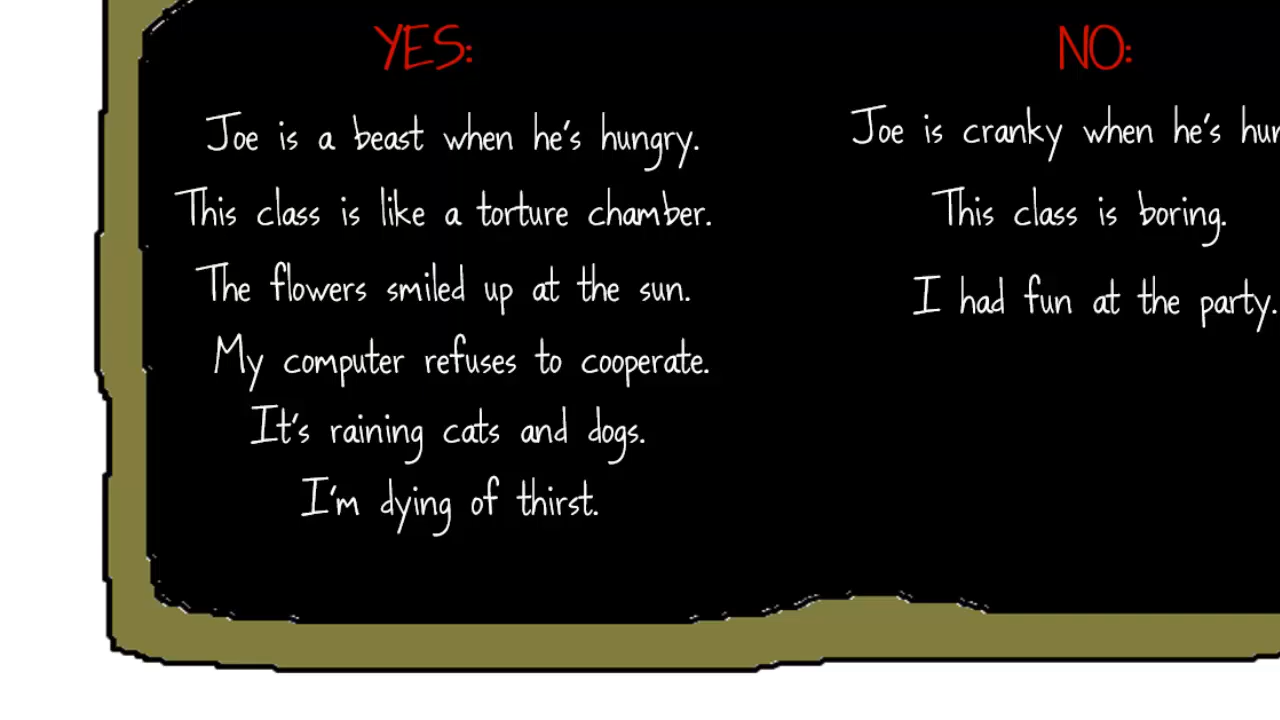 YES:
Joe is a beast when he's hungry.
This class is like a torture chamber.
The flowers smiled up at the sun.
My computer refuses to cooperate.
It's raining cats and dogs.
I'm dying of thirst.
NO:
Joe is cranky when he's
This class is boring.
I had fun at the party.